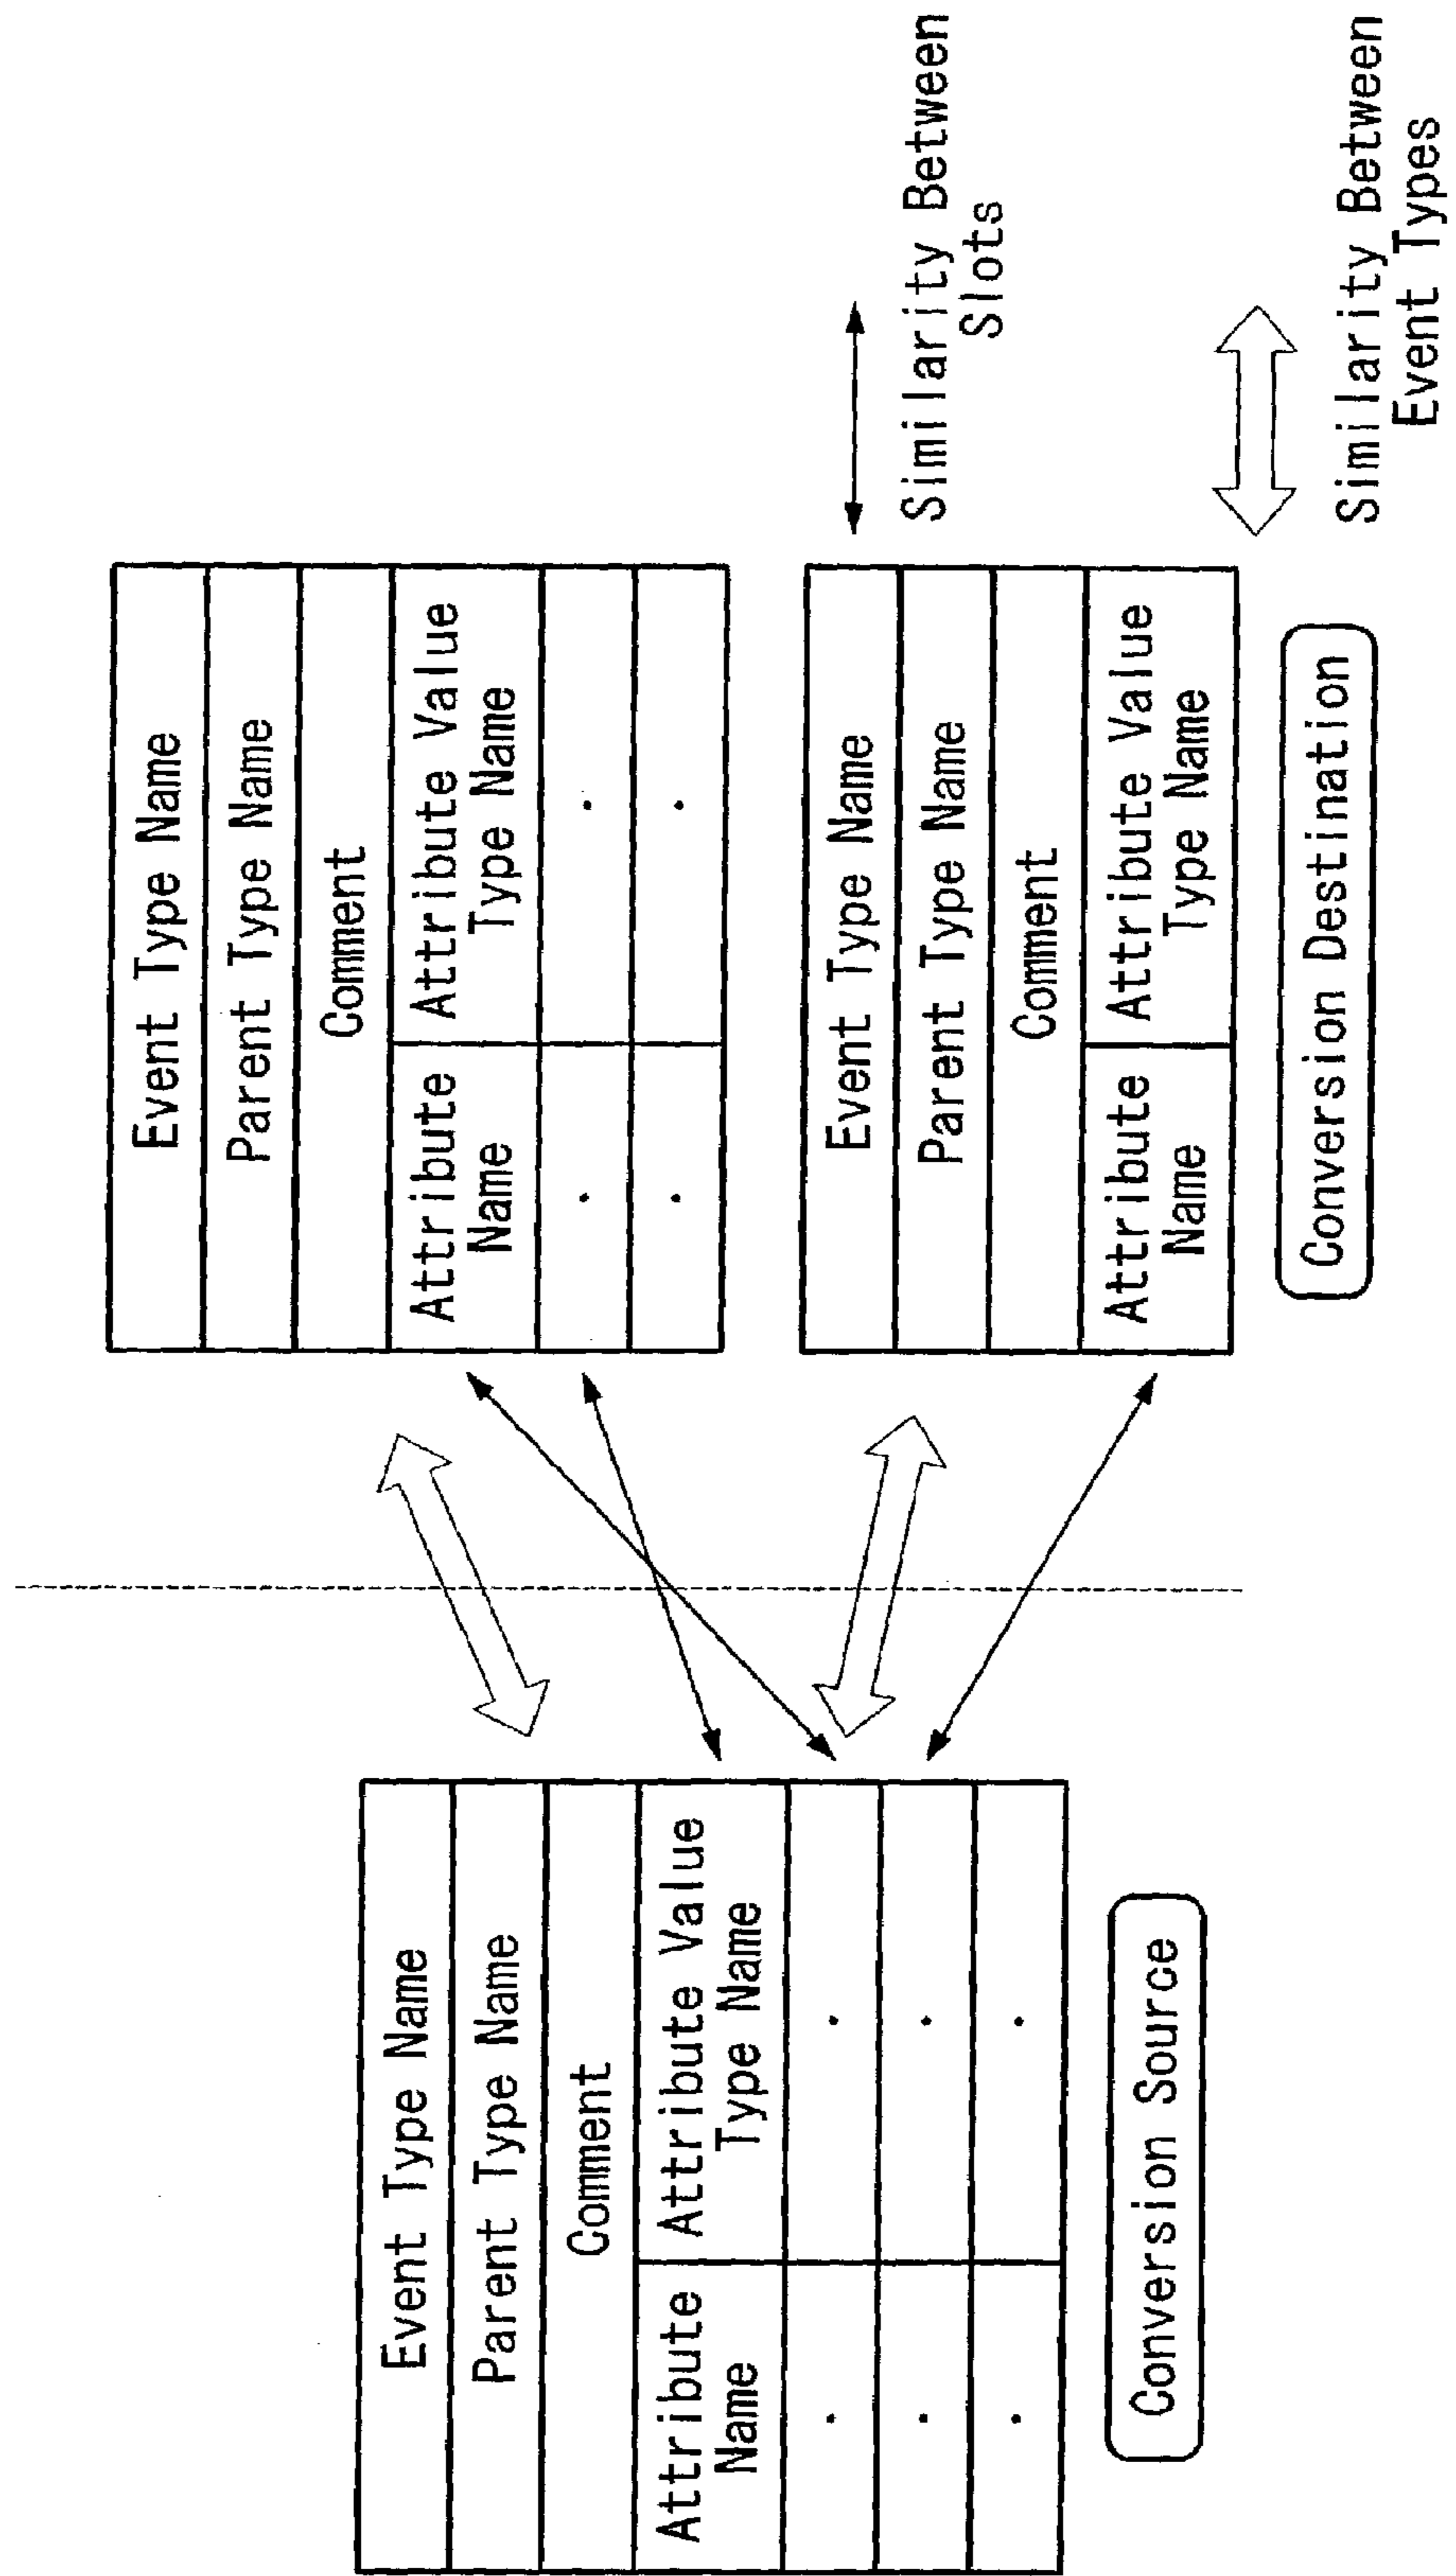 Event Type Name
Parent Type Name
Comment
Attribute
Name
Attribute Value
Type Name
.
.
.
.
.
.
Conversion Source
Event Type Name
Parent Type Name
Comment
Attribute
Name
Attribute Value
Type Name
.
.
.
.
Event Type Name
Parent Type Name
Comment
Attribute
Name
Attribute Value
Type Name
Conversion Destination
Similarity Between
Slots
Similarity Between
Event Types